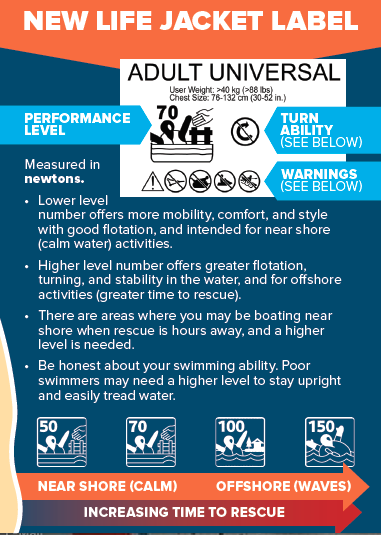 NEW LIFE JACKET LABEL
ADULT UNIVERSAL
User Weight: >40 kg (>88 lbs)
Chest Size: 76-132 cm (30-52 in.)
70
PERFORMANCE
LEVEL
TURN
ABILITY
(SEE BELOW)
WARNINGS
(SEE BELOW)
Measured in
newtons.
• Lower level
number offers more mobility, comfort, and style
with good flotation, and intended for near shore
(calm water) activities.
• Higher level number offers greater flotation,
turning, and stability in the water, and for offshore
activities (greater time to rescue).
• There are areas where you may be boating near
shore when rescue is hours away, and a higher
level is needed.
• Be honest about your swimming ability. Poor
swimmers may need a higher level to stay upright
and easily tread water.
50 70 100 150
NEAR SHORE (CALM) OFFSHORE (WAVES)
INCREASING TIME TO RESCUE